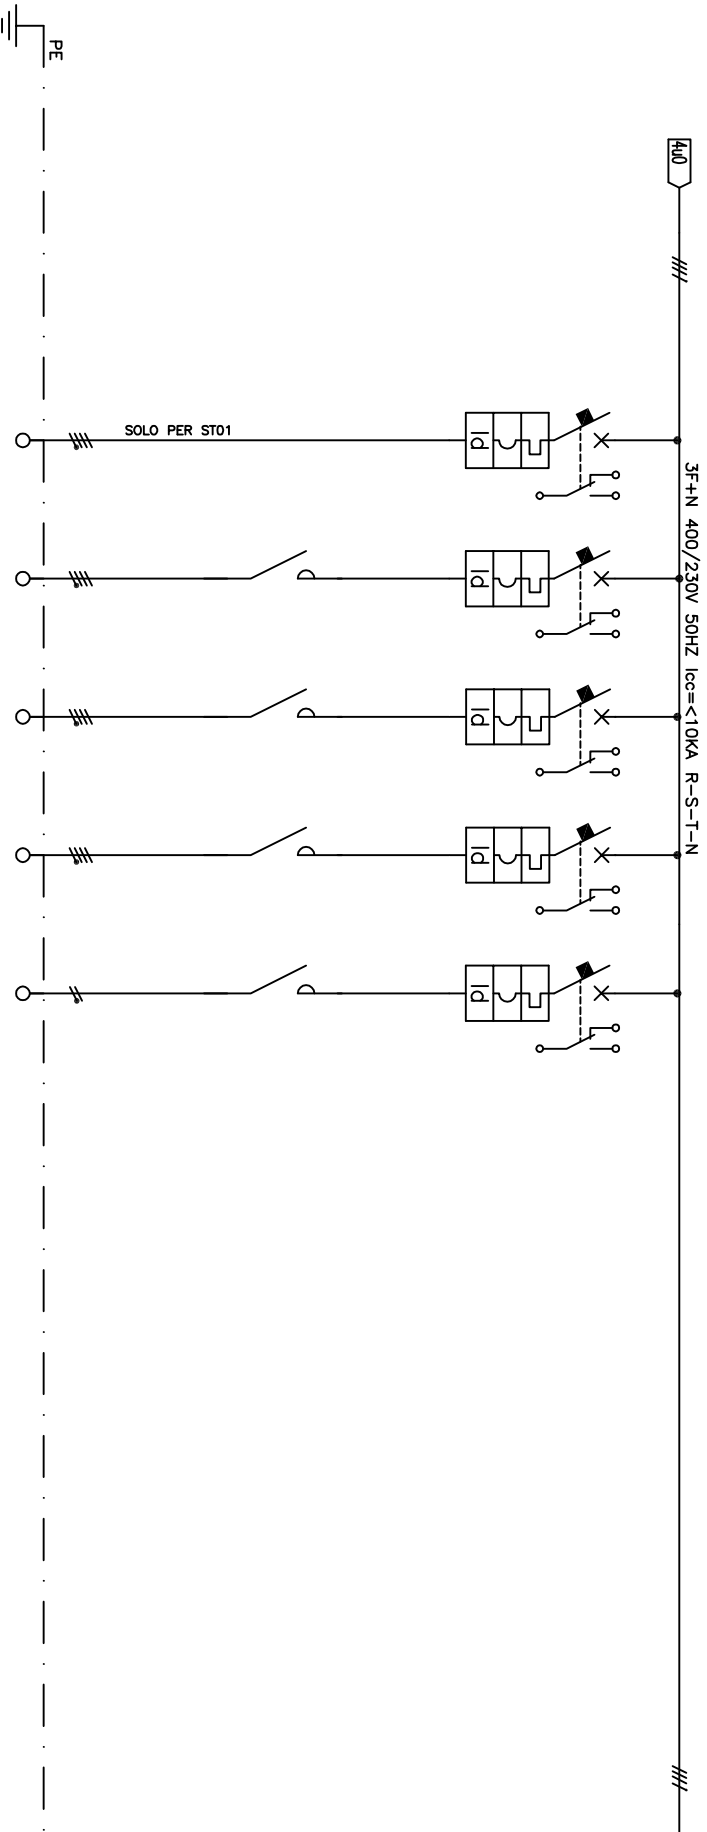 PE
4u0
3F+N 400/230V 50HZ Icc=<10KA R-S-T-N
SOLO PER ST01
Id
Id
Id
Id
Id